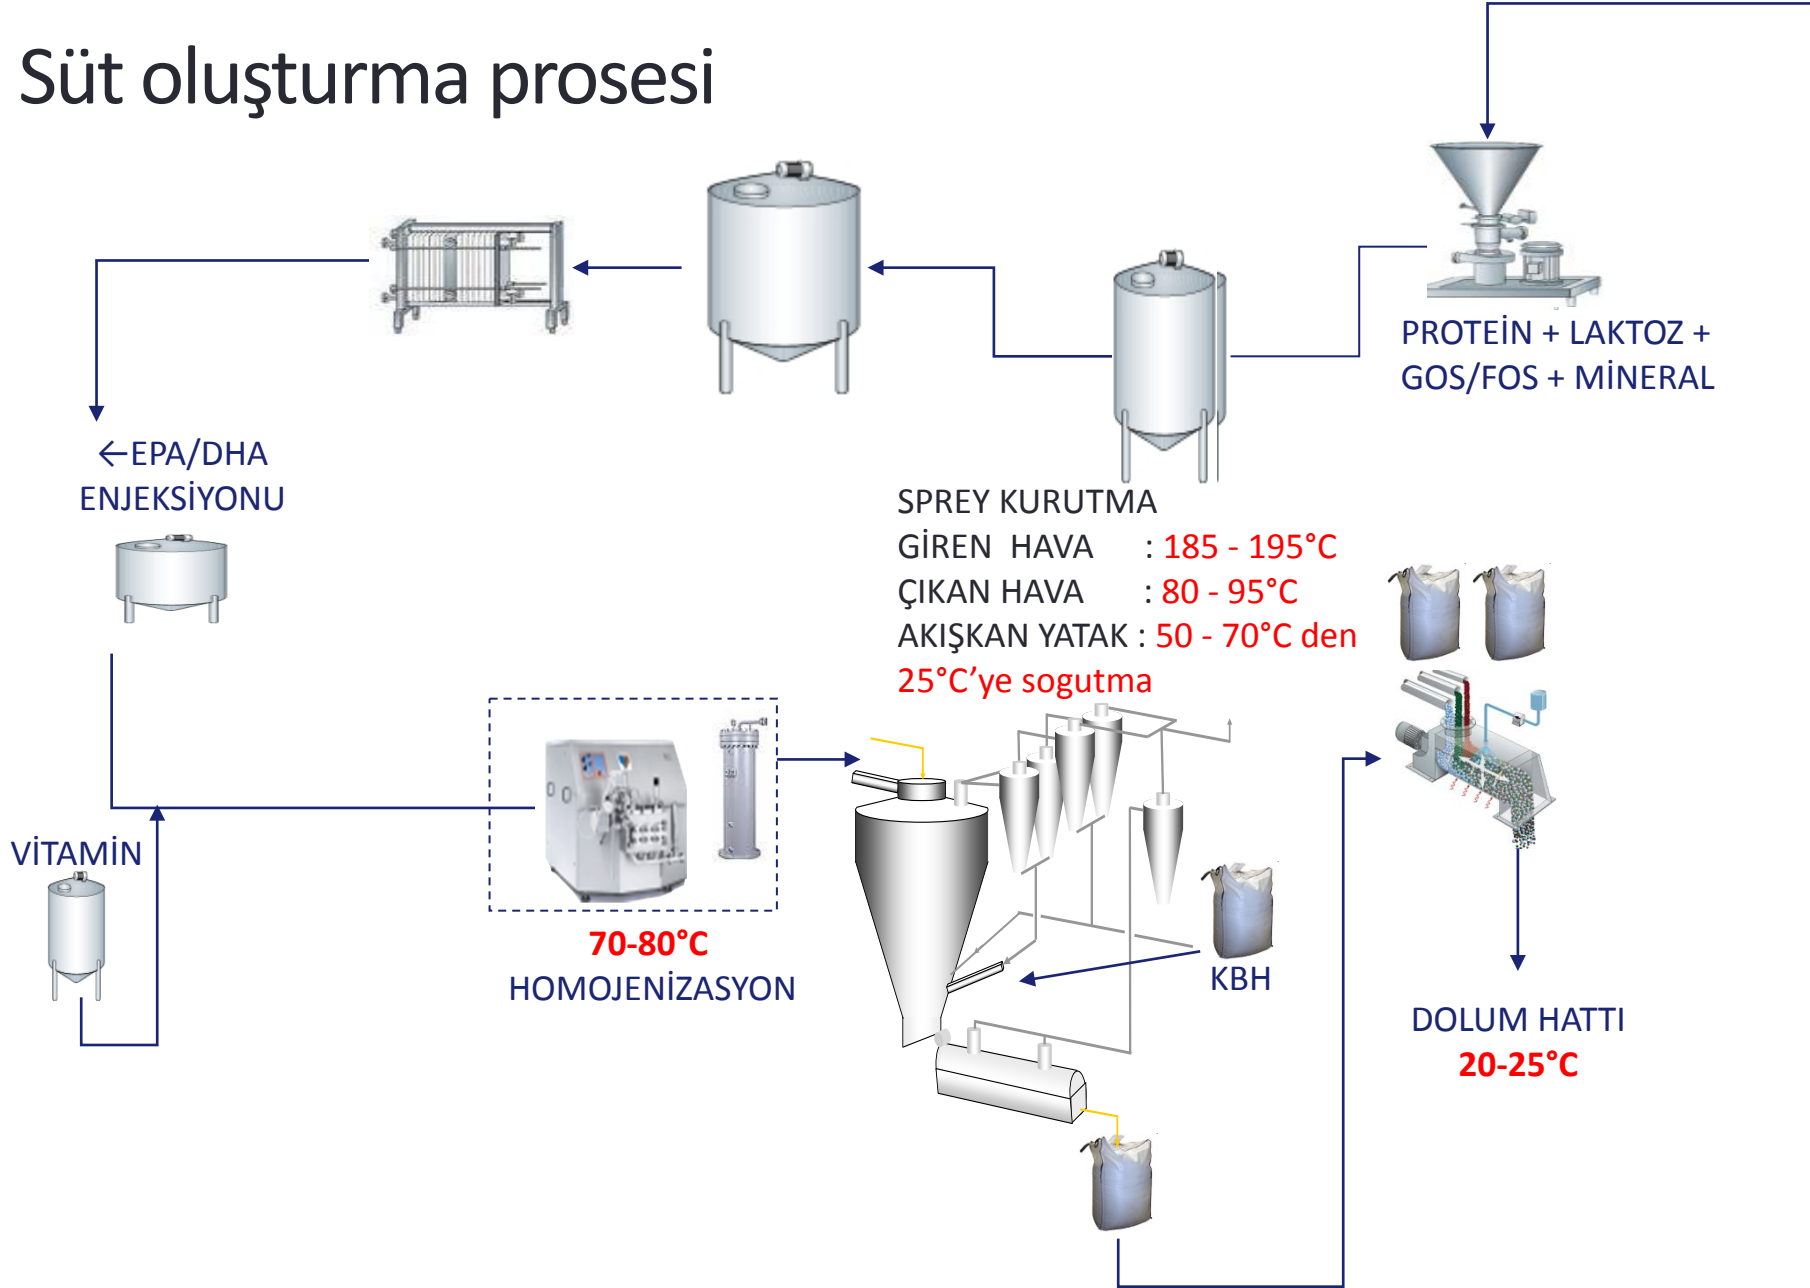 Süt oluşturma prosesi
PROTEİN + LAKTOZ +
GOS/FOS + MİNERAL
←EPA/DHA
ENJEKSİYONU
SPREY KURUTMA
GİREN HAVA : 185 - 195°C
ÇIKAN HAVA : 80 - 95°C
AKIŞKAN YATAK : 50 - 70°C den
25°C’ye sogutma
VİTAMİN
70-80°C
HOMOJENİZASYON
KBH
DOLUM HATTI
20-25°C